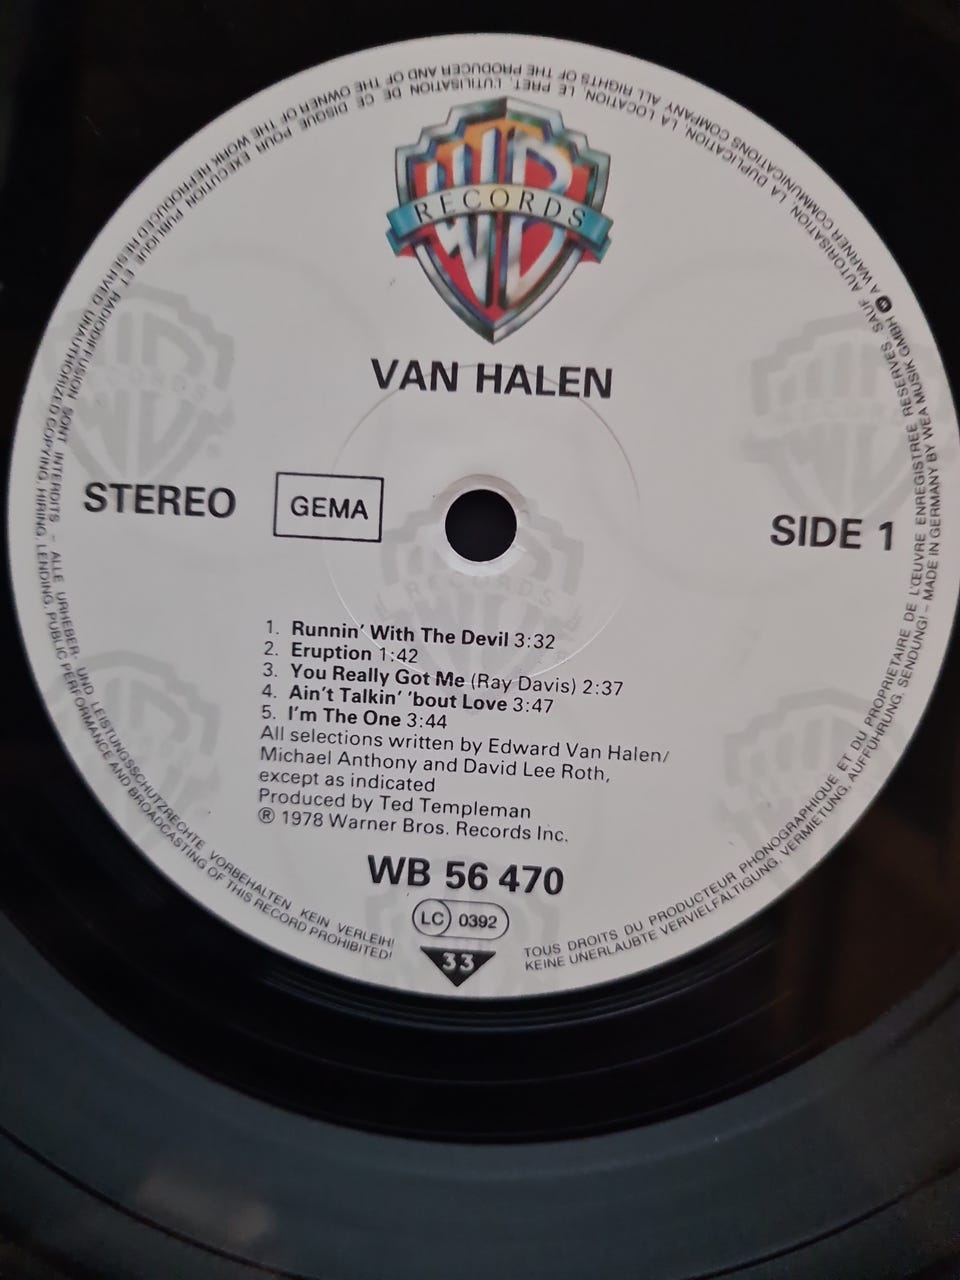 WB
RECORDS
VAN HALEN
STEREO
GEMA
SIDE 1
1. Runnin' With The Devil 3:32
2. Eruption 1:42
3. You Really Got Me (Ray Davis) 2:37
4. Ain't Talkin' 'bout Love 3:47
5. I'm The One 3:44
All selections written by Edward Van Halen/
Michael Anthony and David Lee Roth,
except as indicated
Produced by Ted Templeman
℗ 1978 Warner Bros. Records Inc.
WB 56 470
LC 0392
33
TOUS DROITS DU PRODUCTEUR PHONOGRAPHIQUE ET DU PROPRIETAIRE DE L'ŒUVRE ENREGISTREE RESERVES. SAUF AUTORISATION, LA DUPLICATION, LA LOCATION, LE PRET, L'UTILISATION DE CE DISQUE POUR EXECUTION PUBLIQUE ET RADIODIFFUSION SONT INTERDITS – ALLE URHEBER- UND LEISTUNGSSCHUTZRECHTE VORBEHALTEN KEIN VERLEIH!
KEINE UNERLAUBTE VERVIELFÄLTIGUNG, VERMIETUNG, AUFFÜHRUNG, SENDUNG! – MADE IN GERMANY BY WEA MUSIK GMBH A WARNER COMMUNICATIONS COMPANY ALL RIGHTS OF THE PRODUCER AND OF THE OWNER OF THE WORK REPRODUCED RESERVED. UNAUTHORIZED COPYING, HIRING, LENDING, PUBLIC PERFORMANCE AND BROADCASTING OF THIS RECORD PROHIBITED!